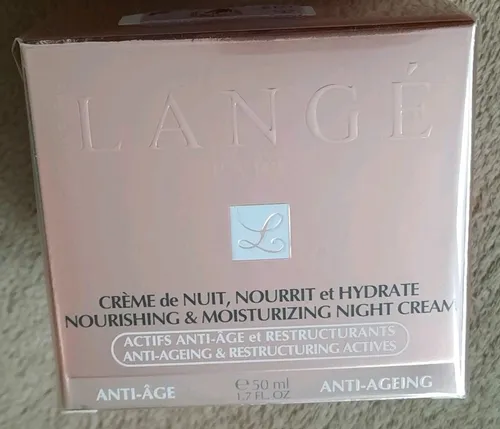 LANGÉ
L
CRÈME de NUIT, NOURRIT et HYDRATE
NOURISHING & MOISTURIZING NIGHT CREAM
ACTIFS ANTI-ÂGE et RESTRUCTURANTS
ANTI-AGEING & RESTRUCTURING ACTIVES
ANTI-ÂGE ℮ 50 ml ANTI-AGEING
1.7 FL. OZ